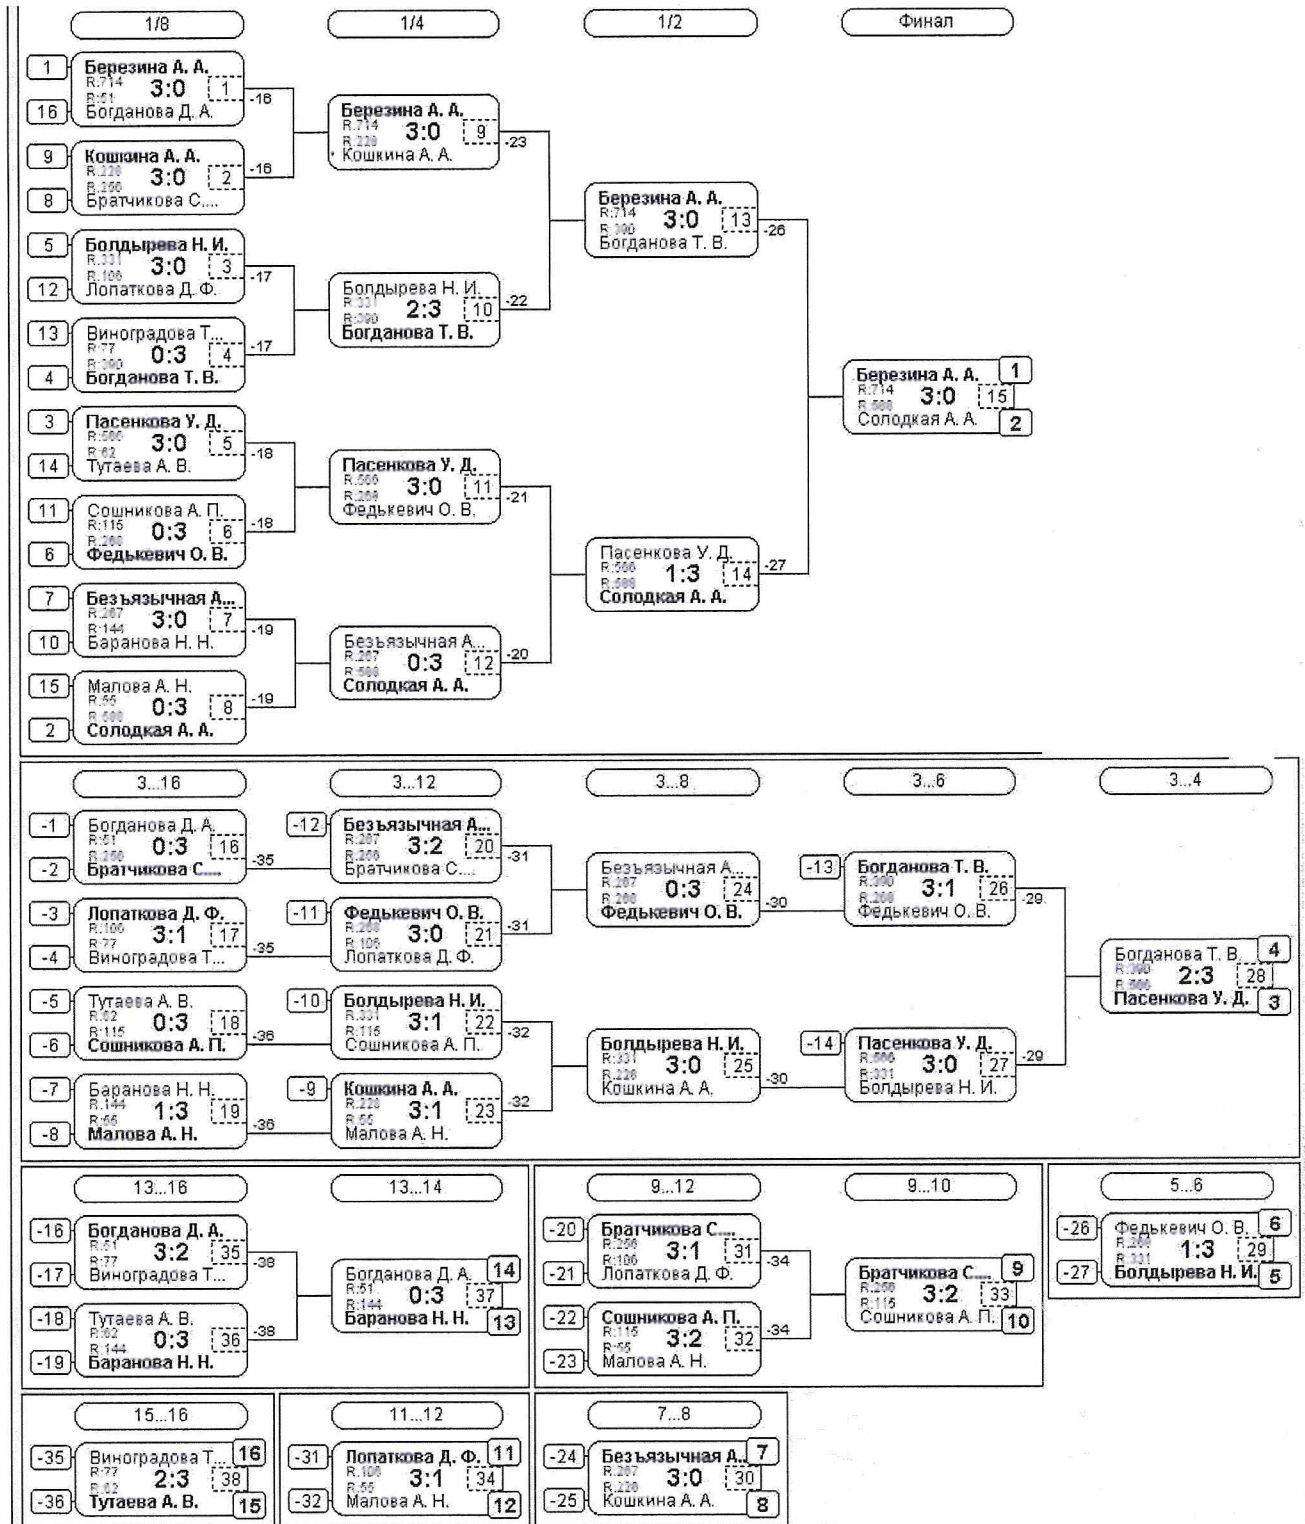 1/8
1/4
1/2
Финал
1
Березина А. А.
R:714
3:0
1
R:51
16
Богданова Д. А.
-16
9
Кошкина А. А.
R:228
3:0
2
8
Братчикова С....
-16
5
Болдырева Н. И.
R:331
3:0
3
R:106
12
Лопаткова Д. Ф.
-17
13
Виноградова Т...
R:77
0:3
4
R:390
4
Богданова Т. В.
-17
3
Пасенкова У. Д.
3:0
5
R:62
14
Тутаева А. В.
-18
11
Сошникова А. П.
R:115
0:3
6
R:268
6
Федькевич О. В.
-18
7
Безъязычная А...
R:267
3:0
7
R:144
10
Баранова Н. Н.
-19
15
Малова А. Н.
R:55
0:3
8
2
Солодкая А. А.
-19
Березина А. А.
R:714
3:0
9
R:228
Кошкина А. А.
-23
Болдырева Н. И.
R:331
2:3
10
R:390
Богданова Т. В.
-22
Пасенкова У. Д.
3:0
11
R:268
Федькевич О. В.
-21
Безъязычная А...
R:267
0:3
12
Солодкая А. А.
-20
Березина А. А.
R:714
3:0
13
R:390
Богданова Т. В.
-26
Пасенкова У. Д.
1:3
14
Солодкая А. А.
-27
Березина А. А.
1
R:714
3:0
15
Солодкая А. А.
2
3...16
3...12
3...8
3...6
3...4
-1
Богданова Д. А.
R:51
0:3
16
-2
Братчикова С....
-35
-3
Лопаткова Д. Ф.
R:106
3:1
17
R:77
-4
Виноградова Т...
-35
-5
Тутаева А. В.
R:62
0:3
18
R:115
-6
Сошникова А. П.
-36
-7
Баранова Н. Н.
R:144
1:3
19
R:55
-8
Малова А. Н.
-36
-12
Безъязычная А...
R:267
3:2
20
Братчикова С....
-31
-11
Федькевич О. В.
R:268
3:0
21
R:106
Лопаткова Д. Ф.
-31
-10
Болдырева Н. И.
R:331
3:1
22
R:115
Сошникова А. П.
-32
-9
Кошкина А. А.
R:228
3:1
23
R:55
Малова А. Н.
-32
Безъязычная А...
R:267
0:3
24
R:268
Федькевич О. В.
-30
Болдырева Н. И.
R:331
3:0
25
R:228
Кошкина А. А.
-30
-13
Богданова Т. В.
R:390
3:1
26
R:268
Федькевич О. В.
-29
-14
Пасенкова У. Д.
3:0
27
R:331
Болдырева Н. И.
-29
Богданова Т. В.
4
R:390
2:3
28
Пасенкова У. Д.
3
13...16
13...14
-16
Богданова Д. А.
R:51
3:2
35
R:77
-17
Виноградова Т...
-38
-18
Тутаева А. В.
R:62
0:3
36
R:144
-19
Баранова Н. Н.
-38
Богданова Д. А.
14
R:51
0:3
37
R:144
Баранова Н. Н.
13
9...12
9...10
-20
Братчикова С....
3:1
31
R:106
-21
Лопаткова Д. Ф.
-34
-22
Сошникова А. П.
R:115
3:2
32
R:55
-23
Малова А. Н.
-34
Братчикова С....
9
3:2
33
R:115
Сошникова А. П.
10
5...6
-26
Федькевич О. В.
6
R:268
1:3
29
R:331
-27
Болдырева Н. И.
5
15...16
-35
Виноградова Т...
16
R:77
2:3
38
R:62
-36
Тутаева А. В.
15
11...12
-31
Лопаткова Д. Ф.
11
R:106
3:1
34
R:55
-32
Малова А. Н.
12
7...8
-24
Безъязычная А...
7
R:267
3:0
30
R:228
-25
Кошкина А. А.
8